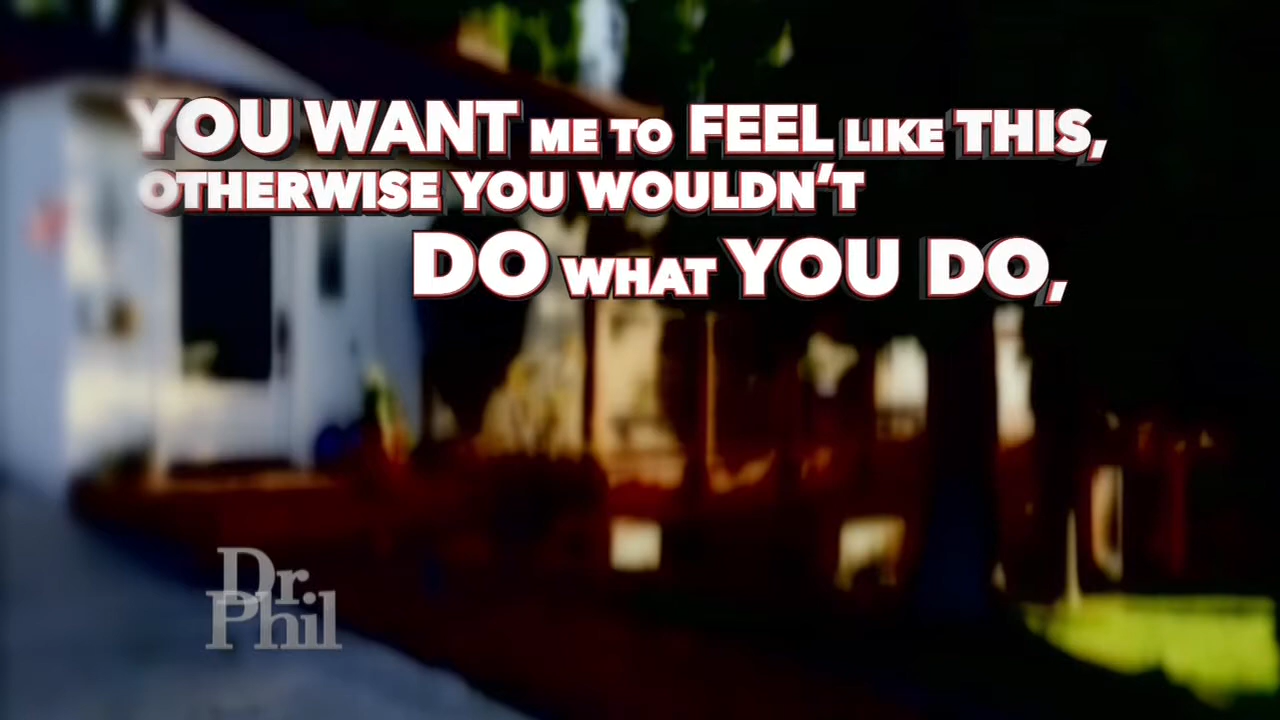 YOU WANT ME TO FEEL LIKE THIS,
OTHERWISE YOU WOULDN'T
DO WHAT YOU DO,
Dr.
Phil